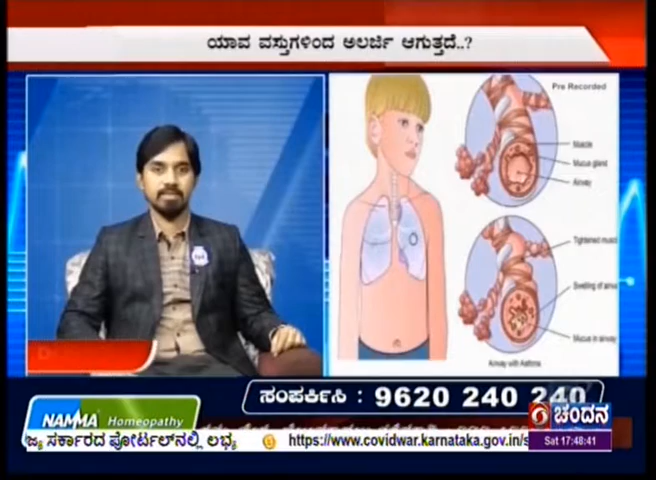 ಯಾವ ವಸ್ತುಗಳಿಂದ ಅಲರ್ಜಿ ಆಗುತ್ತದೆ..?
Pre Recorded
Muscle
Mucus gland
Airway
Tightened muscl
Swelling of airwa
Mucus in airway
Airway with Asthma
ಸಂಪರ್ಕಿಸಿ : 9620 240 240
NAMMA Homeopathy
ಚಂದನ
ಸರ್ಕಾರದ ಪೋರ್ಟಲ್‌ನಲ್ಲಿ ಲಭ್ಯ https://www.covidwar.karnataka.gov.in/s
Sat 17:48:41